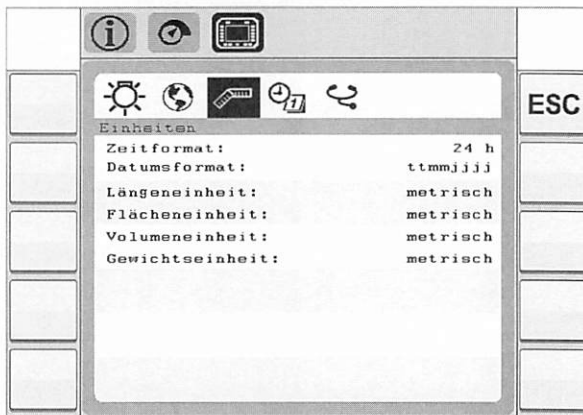 ESC
Einheiten
Zeitformat: 24 h
Datumsformat: ttmmjjjj
Längeneinheit: metrisch
Flächeneinheit: metrisch
Volumeneinheit: metrisch
Gewichtseinheit: metrisch